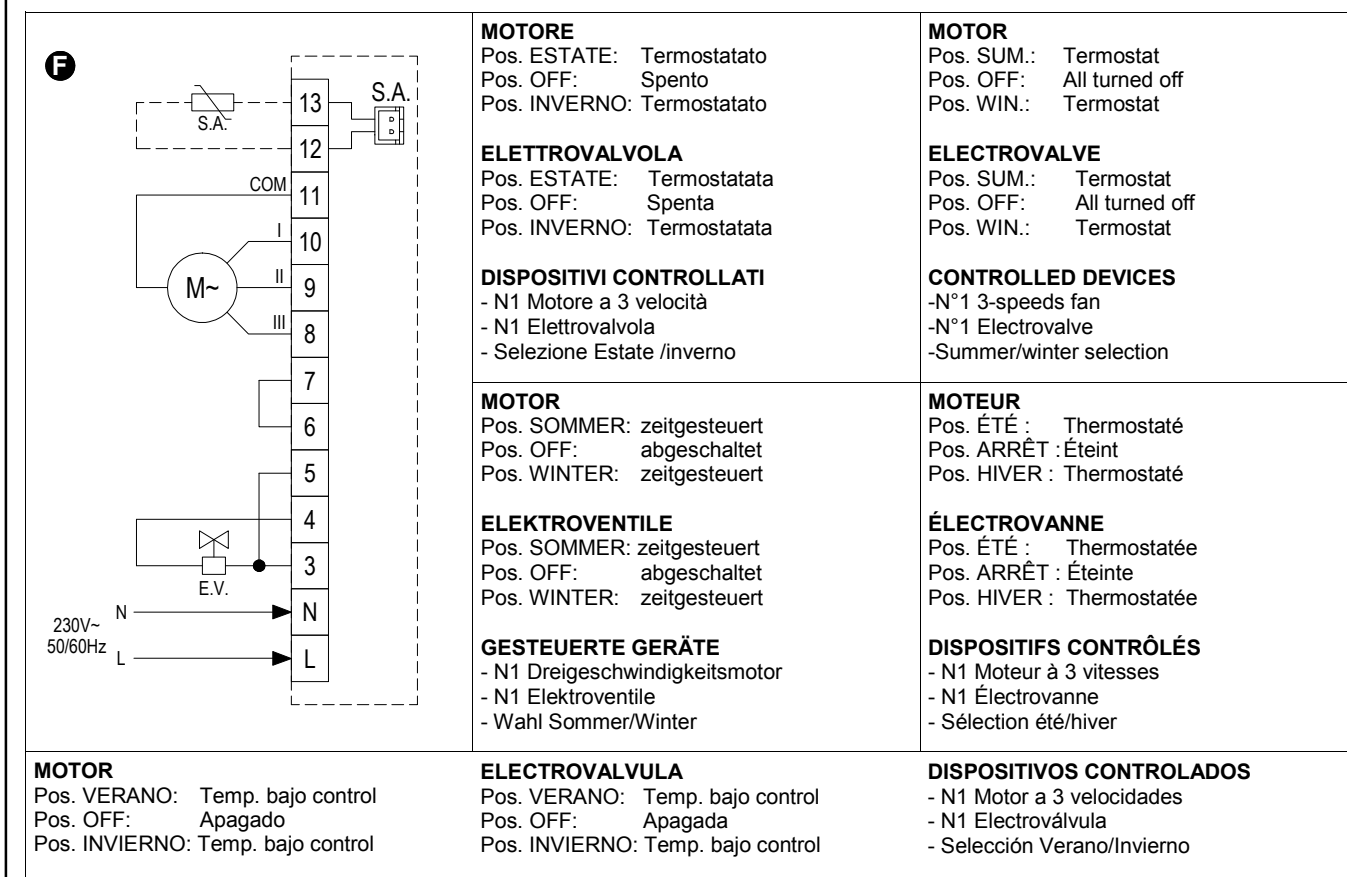 F
13
S.A.
S.A.
12
COM
11
I
10
M~
II
9
III
8
7
6
5
4
3
E.V.
N
N
230V~
50/60Hz
L
L
MOTORE
Pos. ESTATE: Termostatato
Pos. OFF: Spento
Pos. INVERNO: Termostatato
ELETTROVALVOLA
Pos. ESTATE: Termostatata
Pos. OFF: Spenta
Pos. INVERNO: Termostatata
DISPOSITIVI CONTROLLATI
- N1 Motore a 3 velocità
- N1 Elettrovalvola
- Selezione Estate /inverno
MOTOR
Pos. SUM.: Termostat
Pos. OFF: All turned off
Pos. WIN.: Termostat
ELECTROVALVE
Pos. SUM.: Termostat
Pos. OFF: All turned off
Pos. WIN.: Termostat
CONTROLLED DEVICES
-N°1 3-speeds fan
-N°1 Electrovalve
-Summer/winter selection
MOTOR
Pos. SOMMER: zeitgesteuert
Pos. OFF: abgeschaltet
Pos. WINTER: zeitgesteuert
ELEKTROVENTILE
Pos. SOMMER: zeitgesteuert
Pos. OFF: abgeschaltet
Pos. WINTER: zeitgesteuert
GESTEUERTE GERÄTE
- N1 Dreigeschwindigkeitsmotor
- N1 Elektroventile
- Wahl Sommer/Winter
MOTEUR
Pos. ÉTÉ : Thermostaté
Pos. ARRÊT : Éteint
Pos. HIVER : Thermostaté
ÉLECTROVANNE
Pos. ÉTÉ : Thermostatée
Pos. ARRÊT : Éteinte
Pos. HIVER : Thermostatée
DISPOSITIFS CONTRÔLÉS
- N1 Moteur à 3 vitesses
- N1 Électrovanne
- Sélection été/hiver
MOTOR
Pos. VERANO: Temp. bajo control
Pos. OFF: Apagado
Pos. INVIERNO: Temp. bajo control
ELECTROVALVULA
Pos. VERANO: Temp. bajo control
Pos. OFF: Apagada
Pos. INVIERNO: Temp. bajo control
DISPOSITIVOS CONTROLADOS
- N1 Motor a 3 velocidades
- N1 Electroválvula
- Selección Verano/Invierno